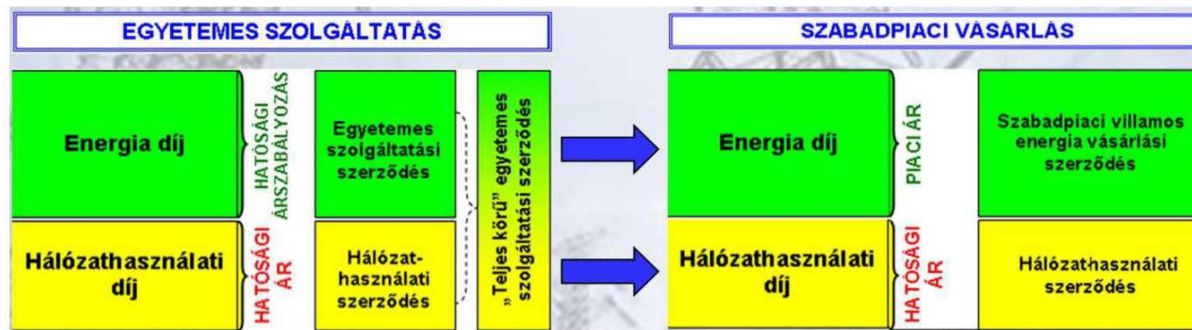 EGYETEMES SZOLGÁLTATÁS
Energia díj
HATÓSÁGI
ÁRSZABÁLYOZÁS
Egyetemes
szolgáltatási
szerződés
„Teljes körű” egyetemes
szolgáltatási szerződés
Hálózathasználati
díj
HATÓSÁGI
ÁR
Hálózat-
használati
szerződés
SZABADPIACI VÁSÁRLÁS
Energia díj
PIACI ÁR
Szabadpiaci villamos
energia vásárlási
szerződés
Hálózathasználati
díj
HATÓSÁGI
ÁR
Hálózathasználati
szerződés